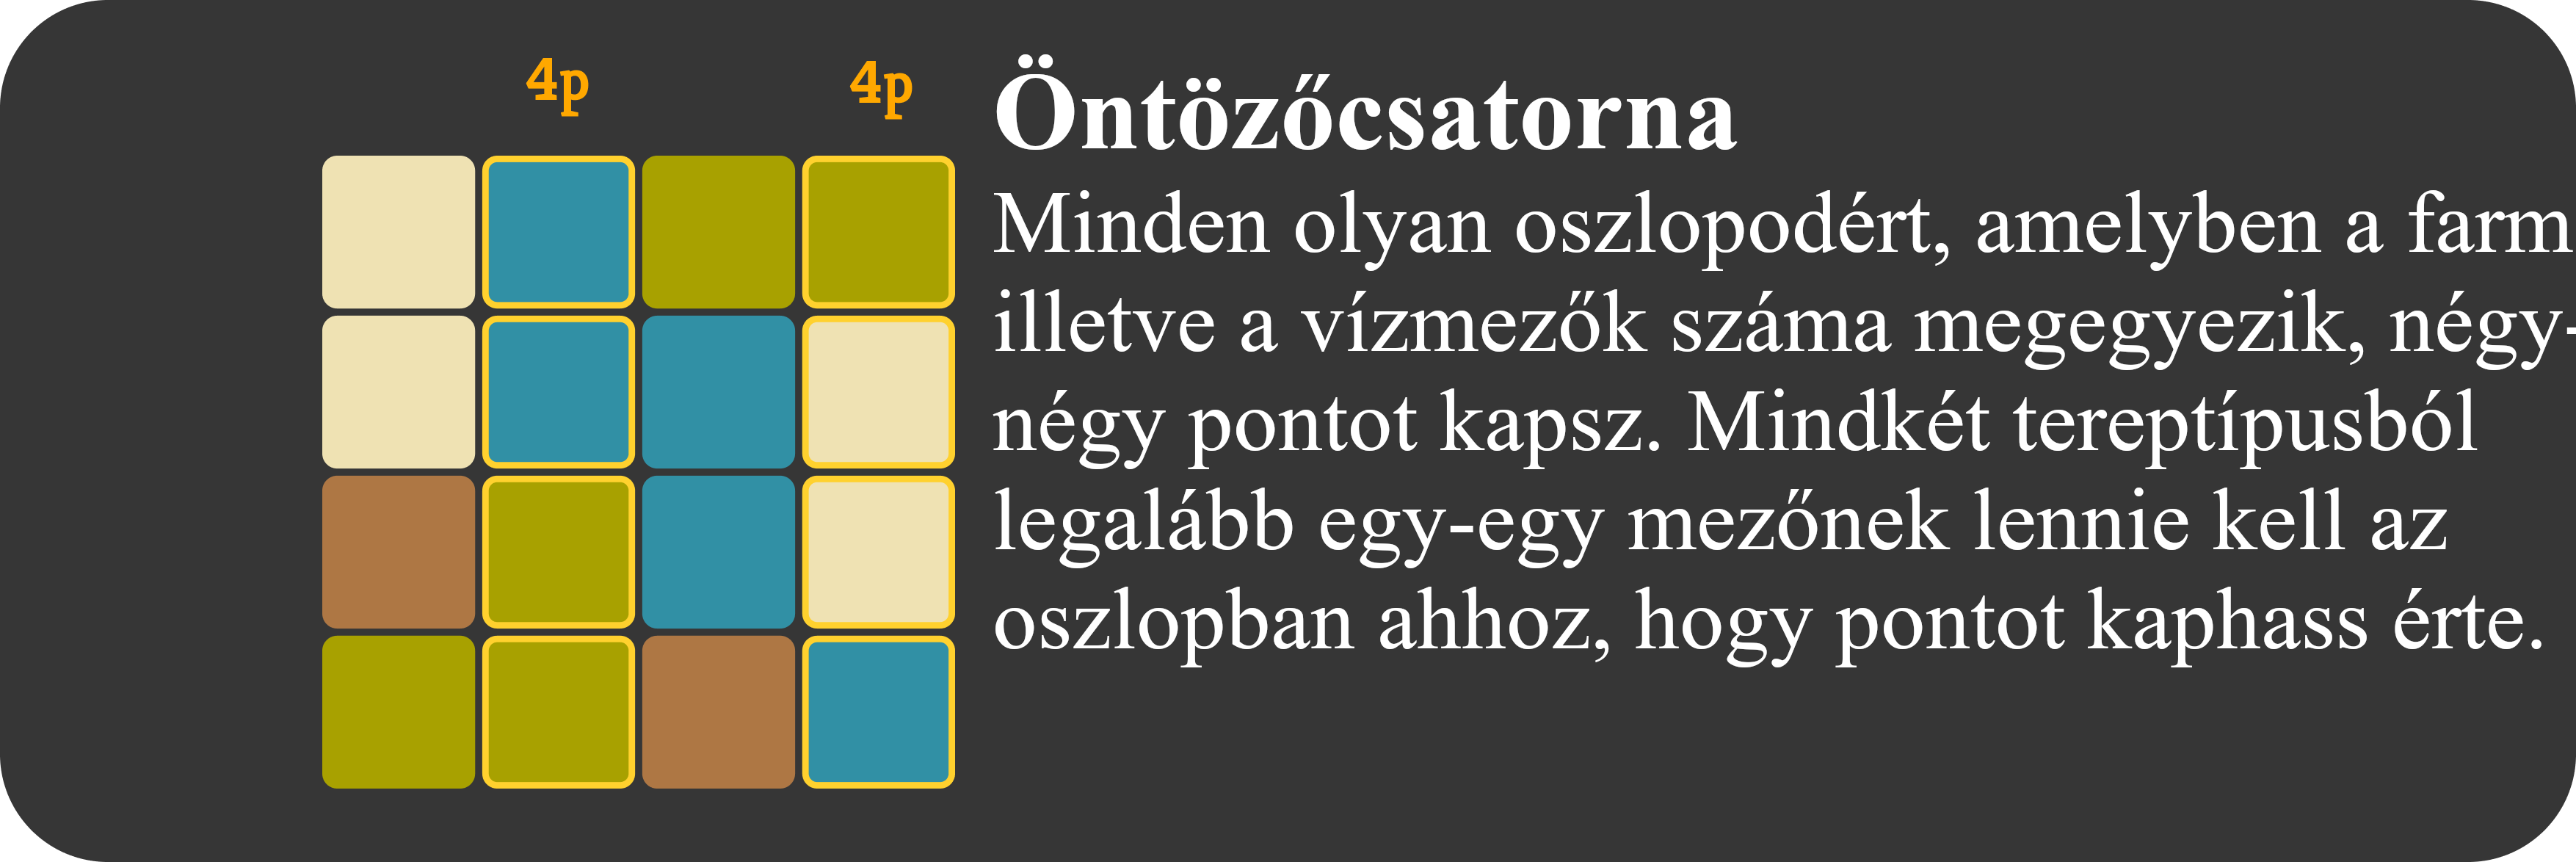 4p 4p
Öntözőcsatorna
Minden olyan oszlopodért, amelyben a farm
illetve a vízmezők száma megegyezik, négy-
négy pontot kapsz. Mindkét tereptípusból
legalább egy-egy mezőnek lennie kell az
oszlopban ahhoz, hogy pontot kaphass érte.